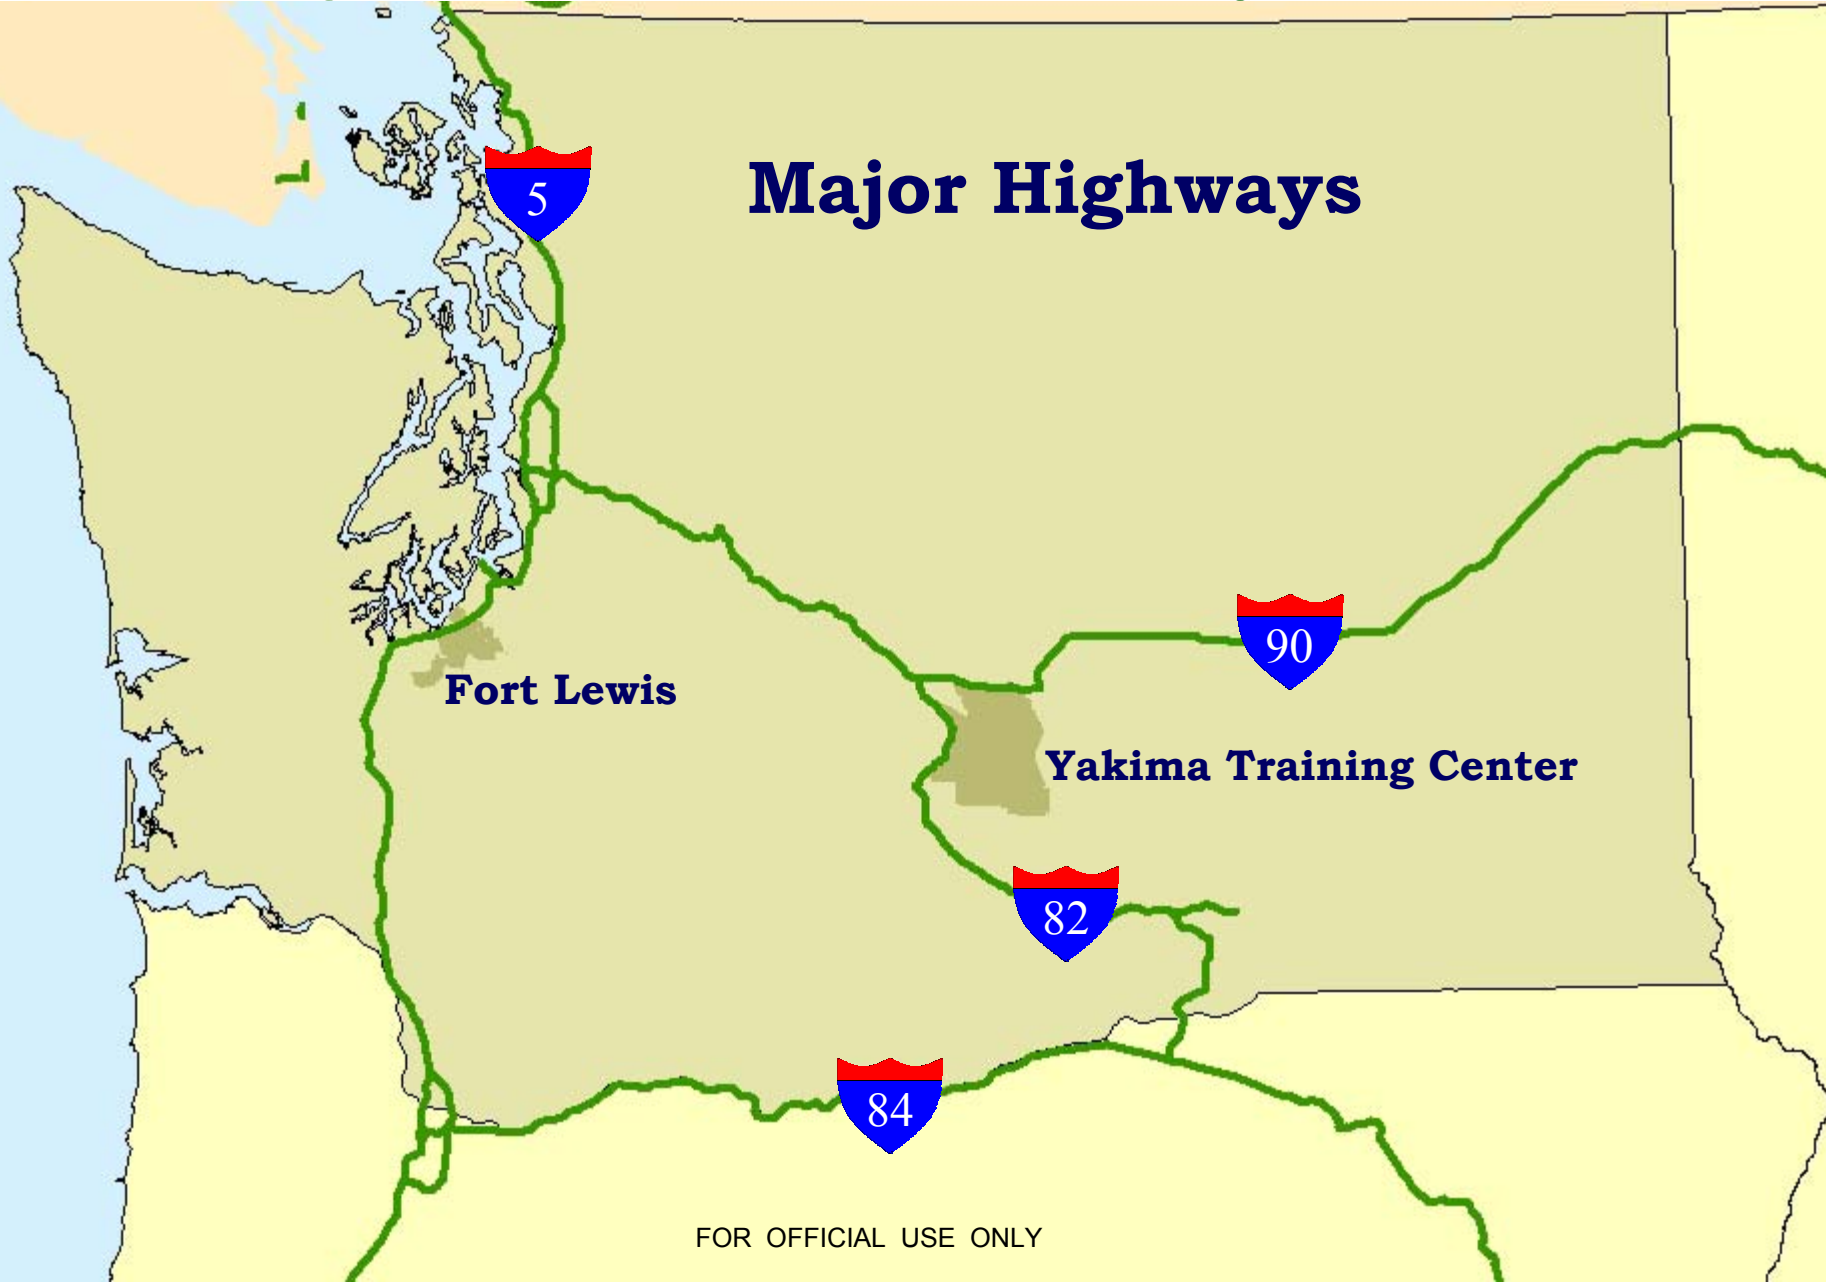 5
Major Highways
90
Fort Lewis
Yakima Training Center
82
84
FOR OFFICIAL USE ONLY